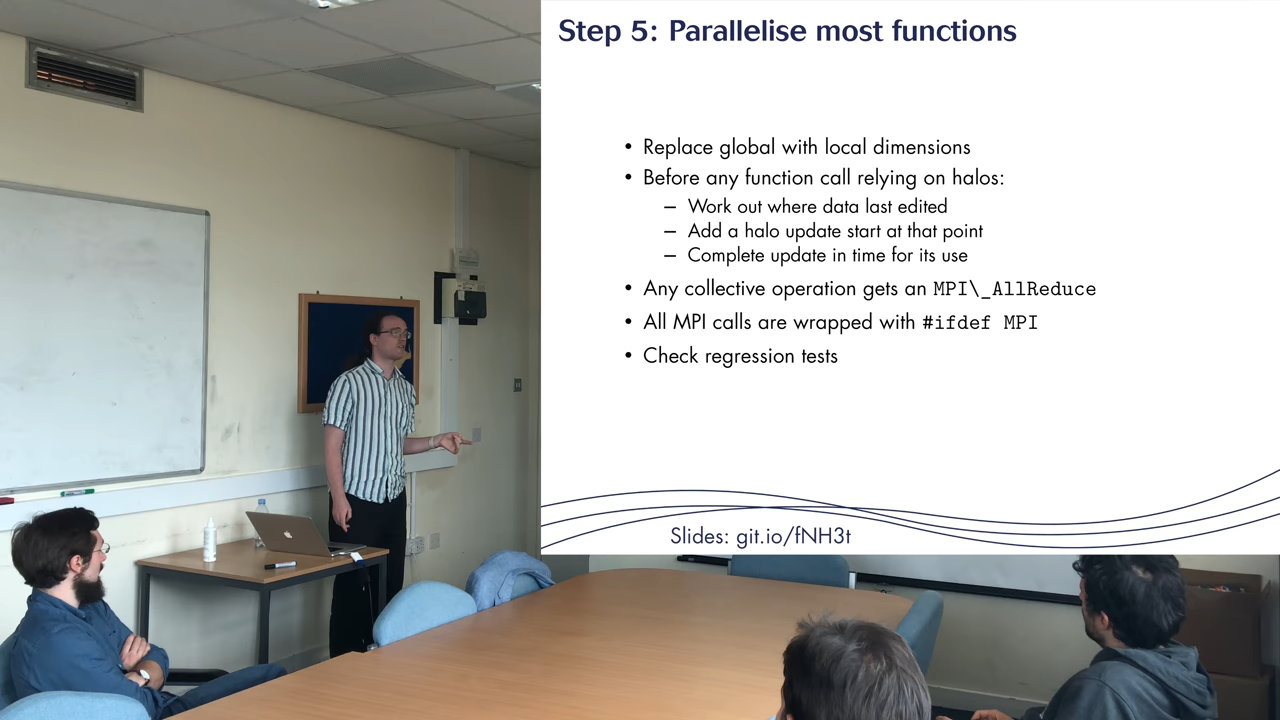 Step 5: Parallelise most functions
• Replace global with local dimensions
• Before any function call relying on halos:
– Work out where data last edited
– Add a halo update start at that point
– Complete update in time for its use
• Any collective operation gets an MPI\_AllReduce
• All MPI calls are wrapped with #ifdef MPI
• Check regression tests
Slides: git.io/fNH3t